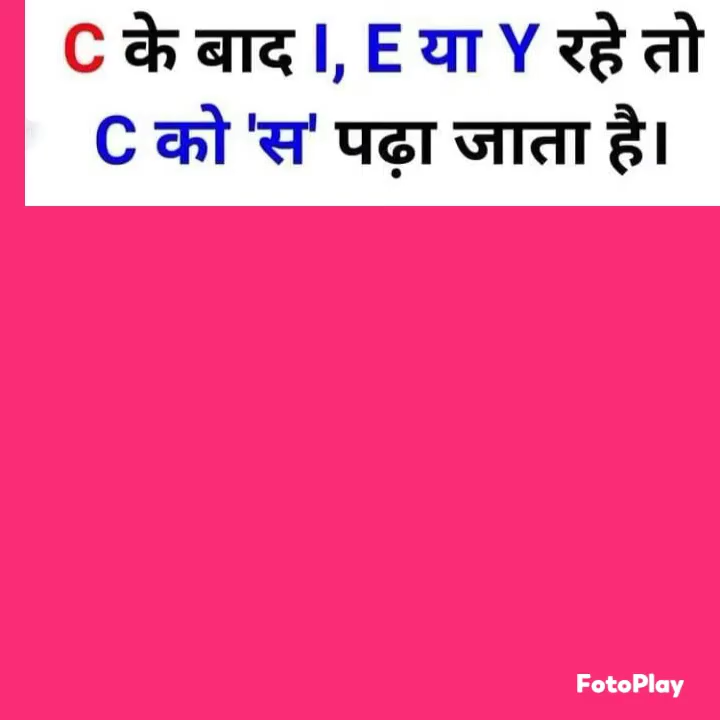 C के बाद I, E या Y रहे तो
C को 'स' पढ़ा जाता है।
FotoPlay